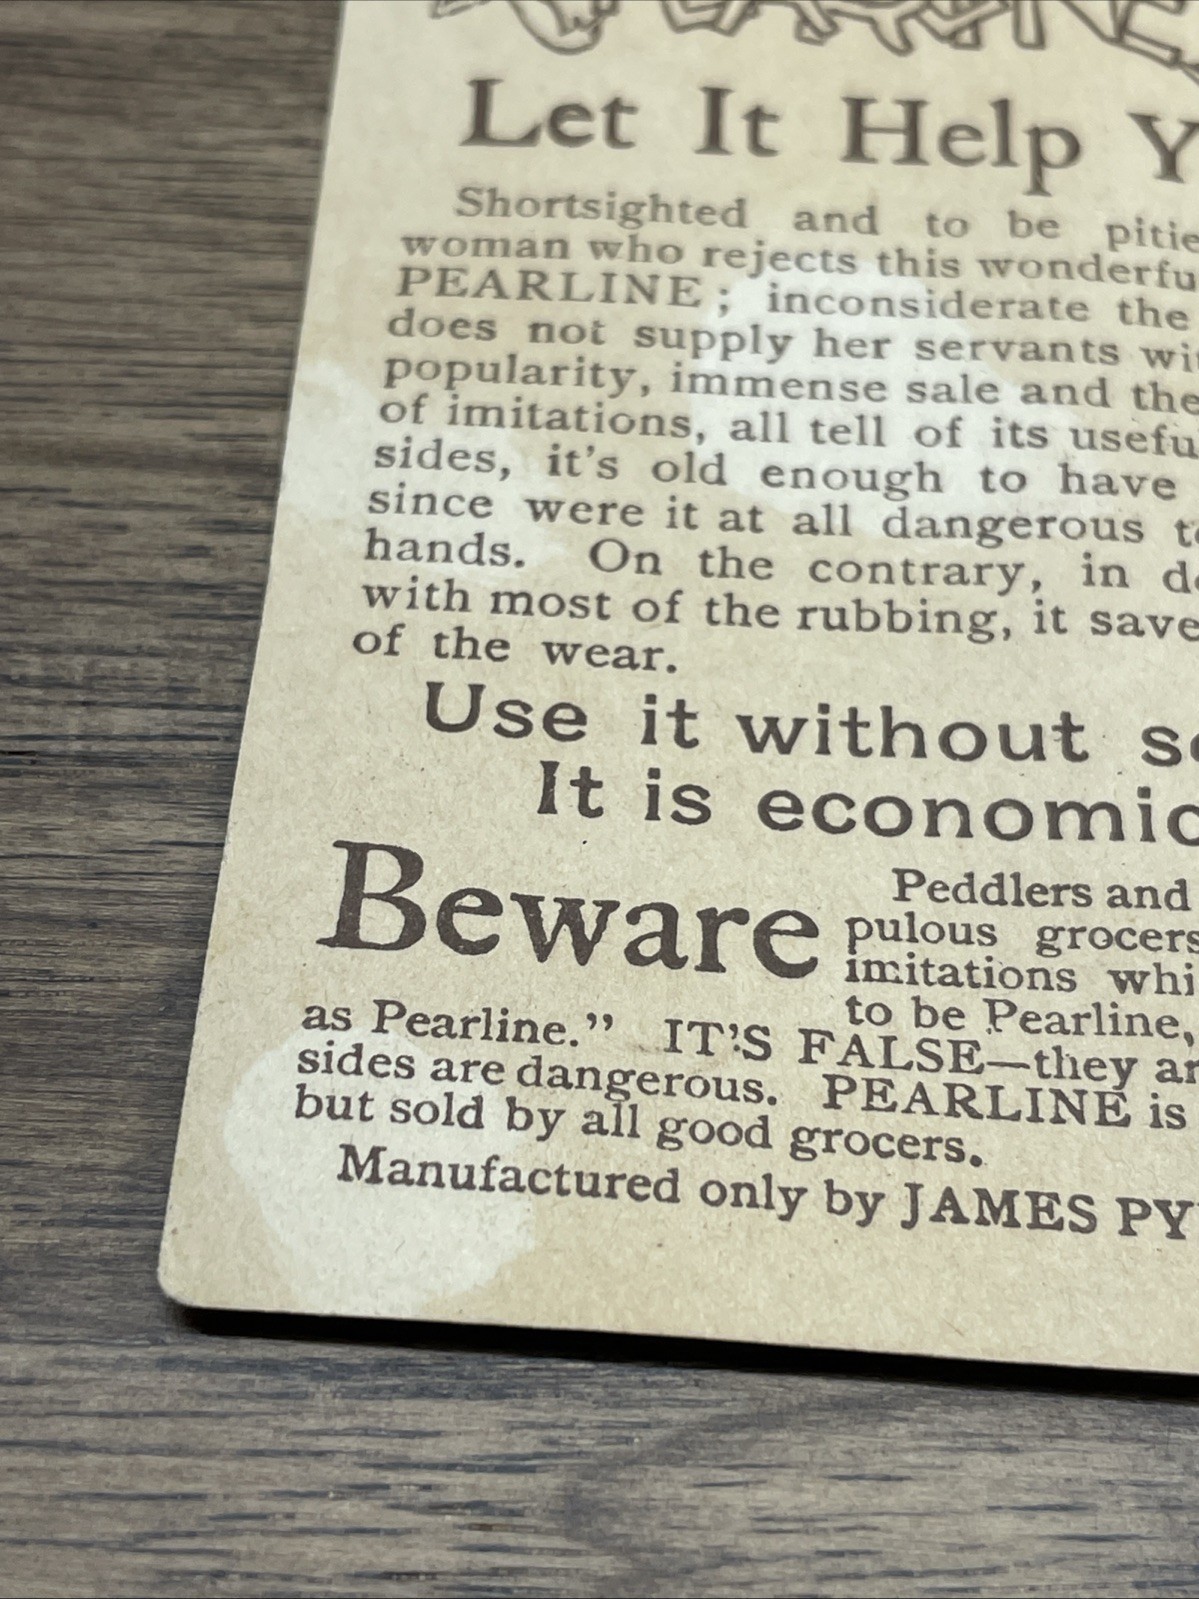 Let It Help Y
Shortsighted and to be pitie
woman who rejects this wonderfu
PEARLINE; inconsiderate the
does not supply her servants wit
popularity, immense sale and the
of imitations, all tell of its usefu
sides, it's old enough to have
since were it at all dangerous to
hands. On the contrary, in do
with most of the rubbing, it save
of the wear.
Use it without so
It is economic
Beware
Peddlers and
pulous grocers
imitations whi
to be Pearline,
as Pearline." IT'S FALSE—they ar
sides are dangerous. PEARLINE is
but sold by all good grocers.
Manufactured only by JAMES PY